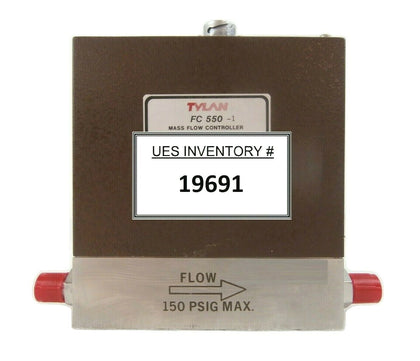 TYLAN
FC 550 -1
MASS FLOW CONTROLLER
UES INVENTORY #
19691
FLOW
150 PSIG MAX.